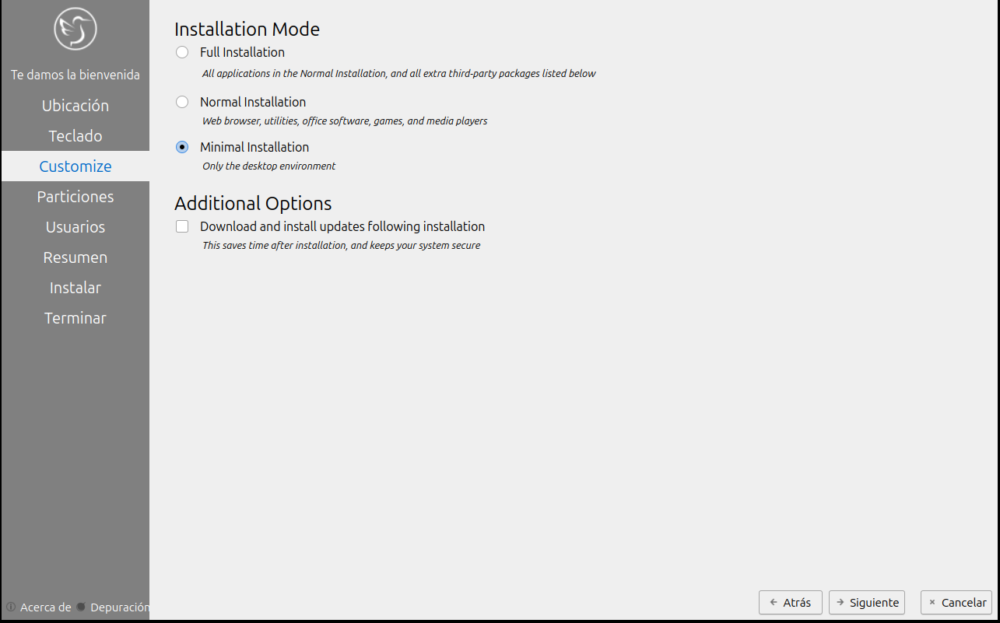 Te damos la bienvenida
Ubicación
Teclado
Customize
Particiones
Usuarios
Resumen
Instalar
Terminar
Acerca de Depuración
Installation Mode
Full Installation
All applications in the Normal Installation, and all extra third-party packages listed below
Normal Installation
Web browser, utilities, office software, games, and media players
Minimal Installation
Only the desktop environment
Additional Options
Download and install updates following installation
This saves time after installation, and keeps your system secure
Atrás Siguiente Cancelar